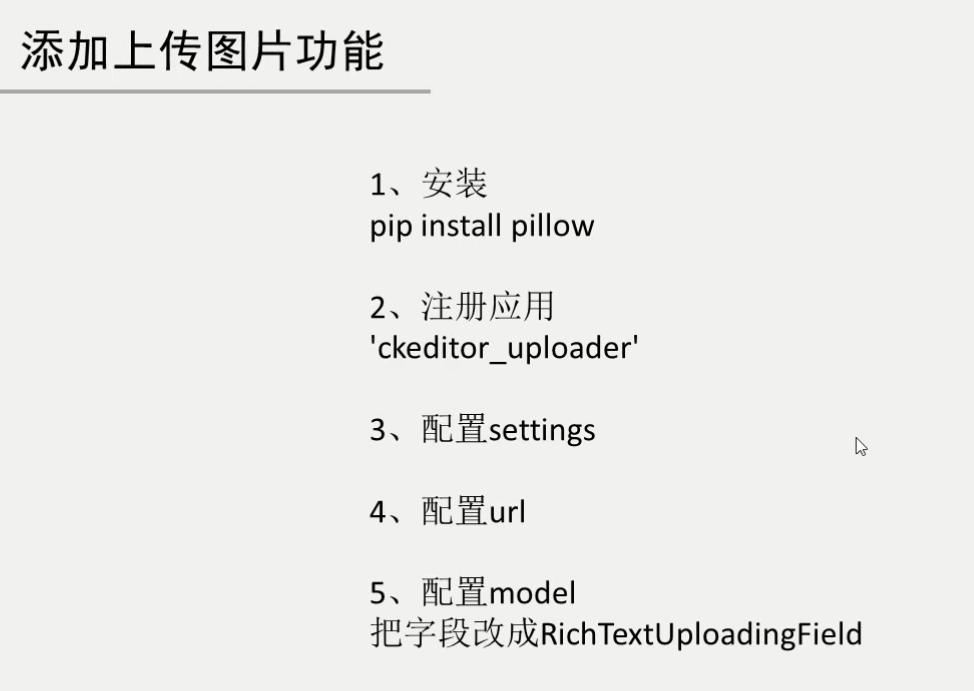 添加上传图片功能
1、安装
pip install pillow
2、注册应用
'ckeditor_uploader'
3、配置settings
4、配置url
5、配置model
把字段改成RichTextUploadingField